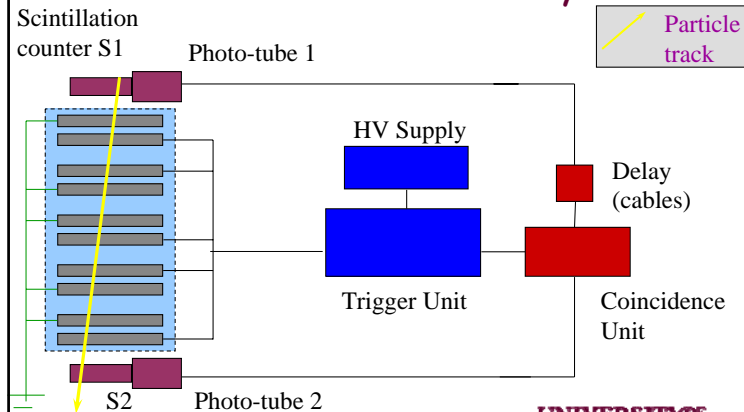 Scintillation
counter S1
Photo-tube 1
Particle
track
HV Supply
Delay
(cables)
Trigger Unit
Coincidence
Unit
S2
Photo-tube 2